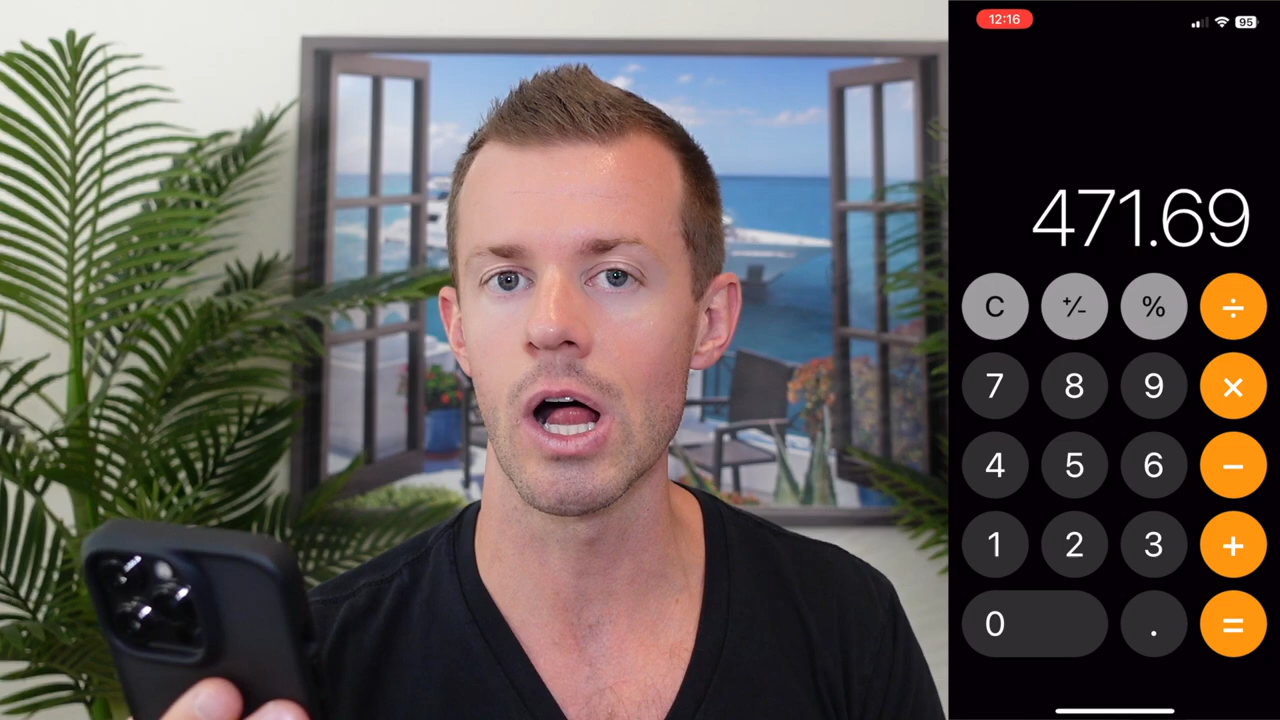 12:16 95
471.69
C +/- % ÷
7 8 9 ×
4 5 6 −
1 2 3 +
0 . =